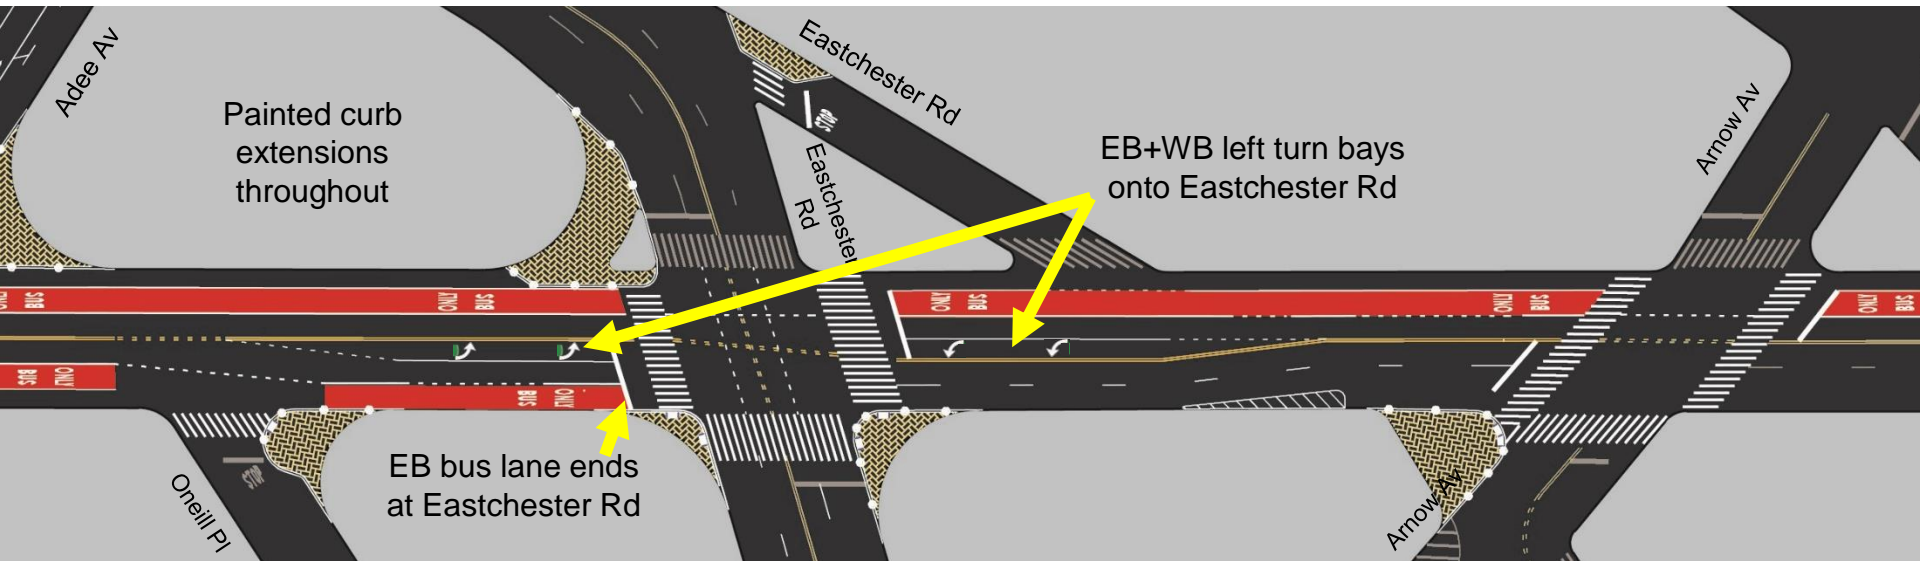 Adee Av
Painted curb
extensions
throughout
Eastchester Rd
STOP
Eastchester
Rd
EB+WB left turn bays
onto Eastchester Rd
Arnow Av
ONLY
BUS
ONLY
BUS
ONLY
BUS
ONLY
BUS
ONLY
BUS
BUS
ONLY
BUS
ONLY
STOP
Oneill Pl
EB bus lane ends
at Eastchester Rd
Arnow Av